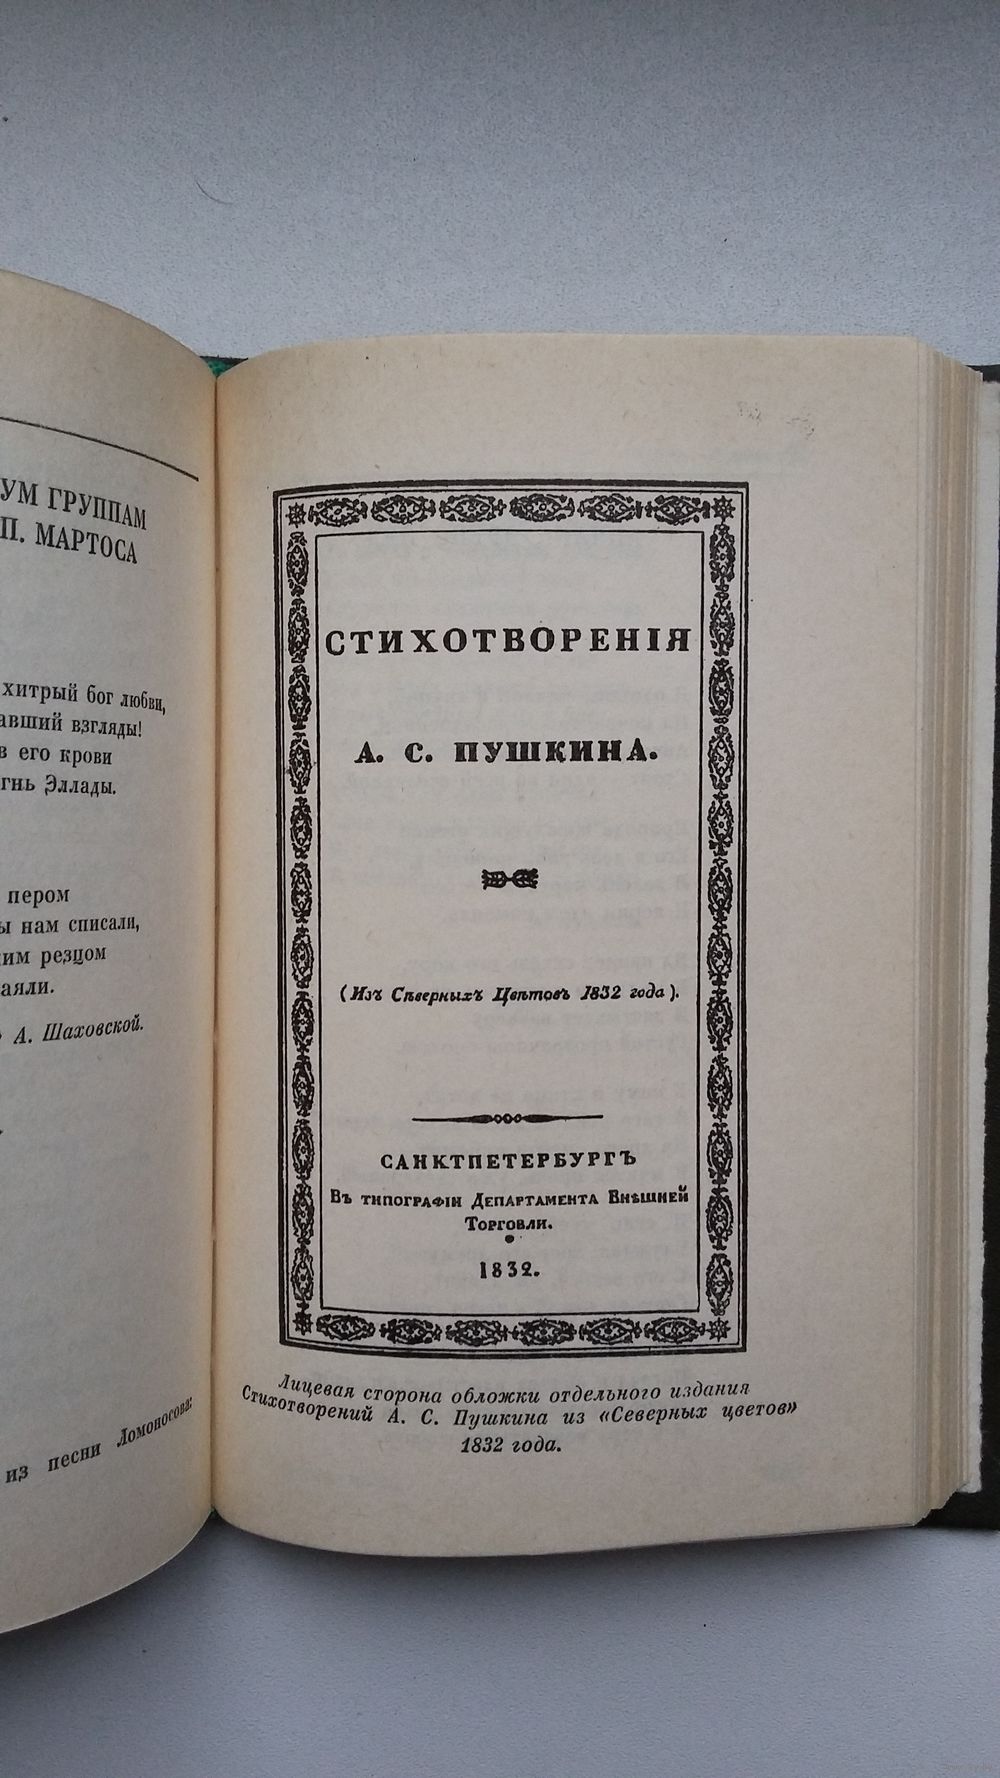 УМ ГРУППАМ
П. МАРТОСА
хитрый бог любви,
авший взгляды!
в его крови
гнь Эллады.
пером
ы нам списали,
им резцом
аяли.
А. Шаховской.
из песни Ломоносова:
СТИХОТВОРЕНІЯ
А. С. ПУШКИНА.
(Изъ Сѣверныхъ Цвѣтовъ 1832 года).
САНКТПЕТЕРБУРГЪ
Въ типографіи Департамента Внѣшней
Торговли.
1832.
Лицевая сторона обложки отдельного издания
Стихотворений А. С. Пушкина из «Северных цветов»
1832 года.